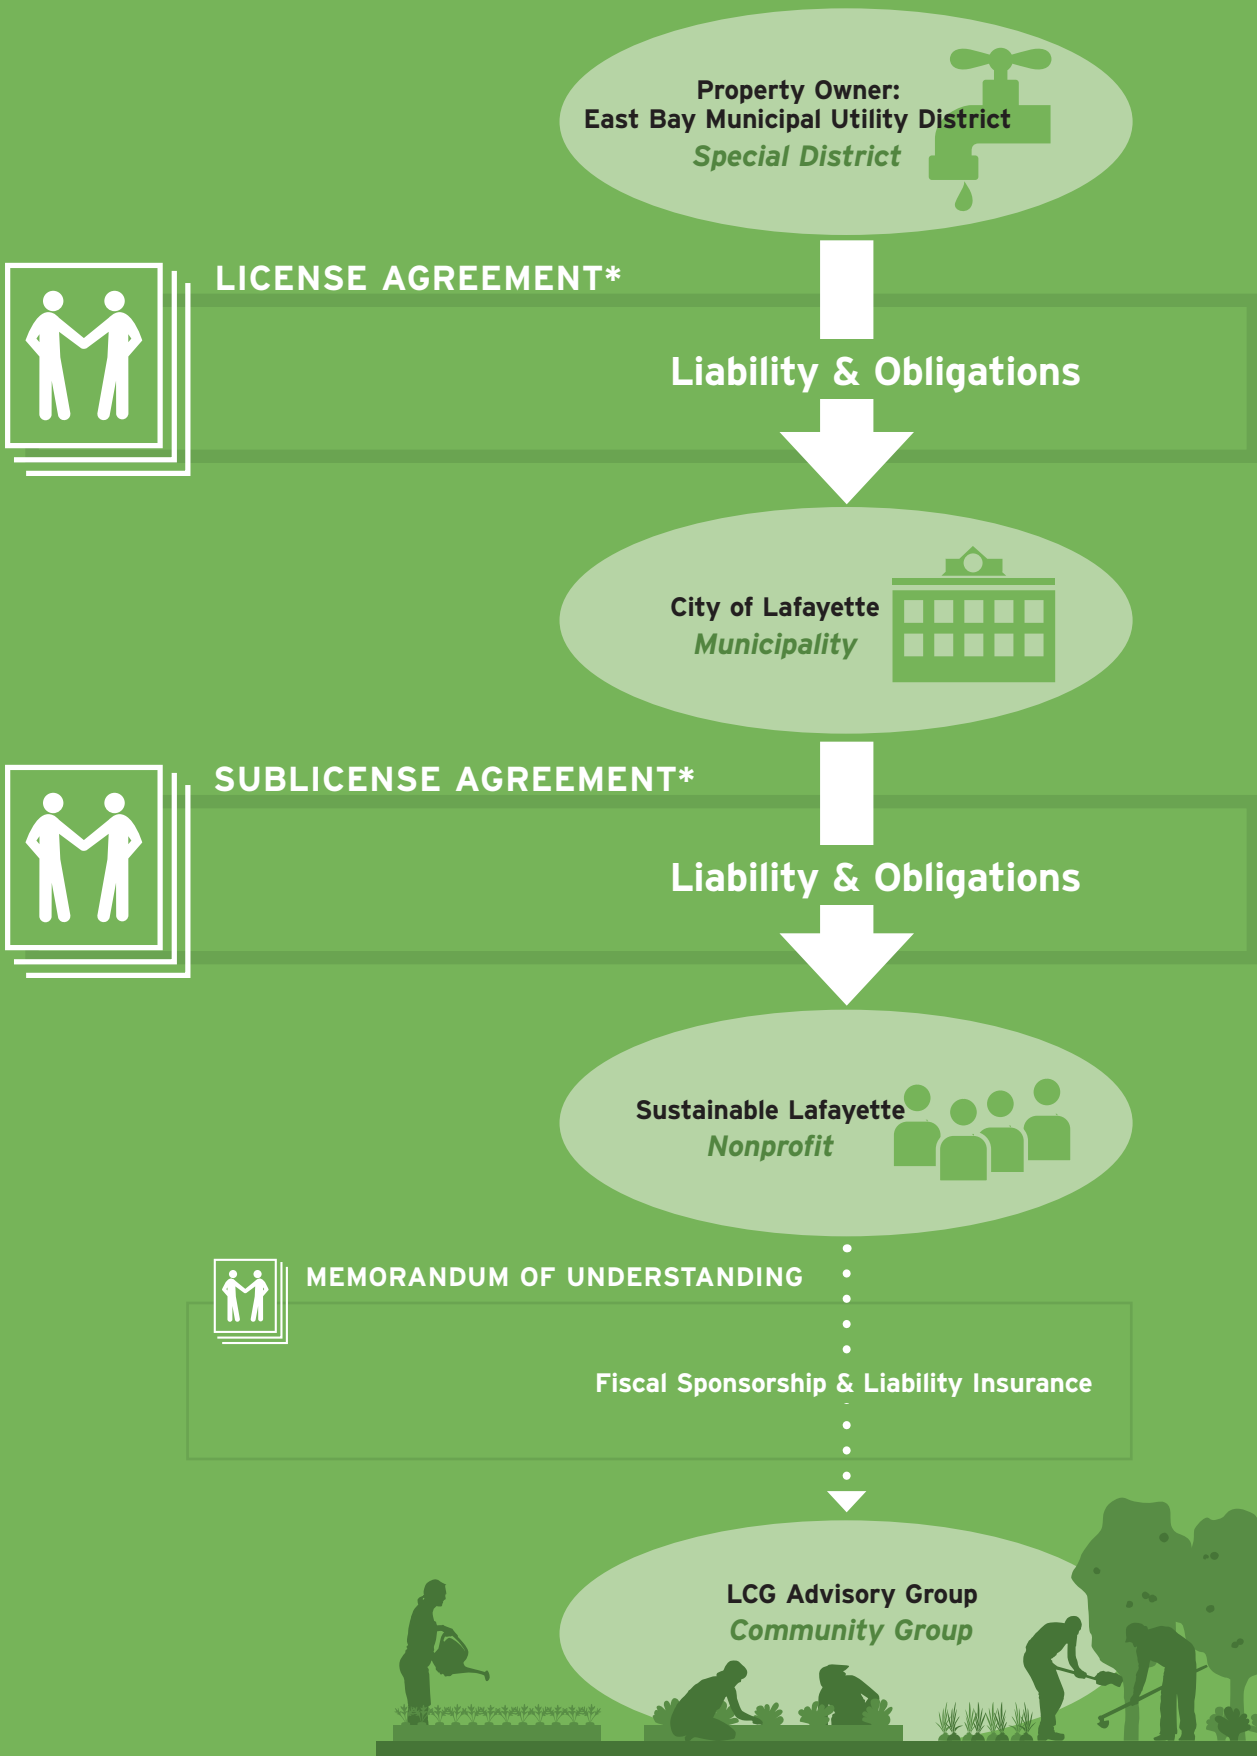 Property Owner:
East Bay Municipal Utility District
Special District
LICENSE AGREEMENT*
Liability & Obligations
City of Lafayette
Municipality
SUBLICENSE AGREEMENT*
Liability & Obligations
Sustainable Lafayette
Nonprofit
MEMORANDUM OF UNDERSTANDING
Fiscal Sponsorship & Liability Insurance
LCG Advisory Group
Community Group